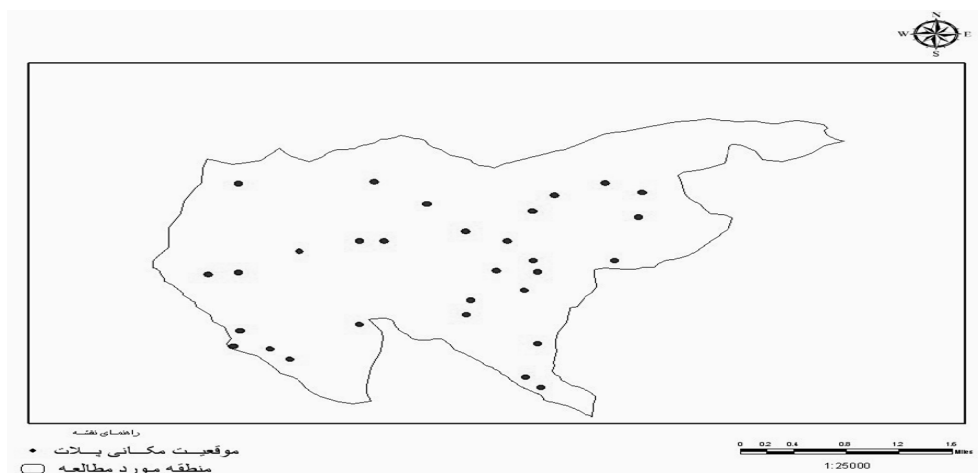 N
W E
S
راهنمای نقشه
موقعیت مکانی پلات
منطقه مورد مطالعه
0 0.2 0.4 0.8 1.2 1.6
Miles
1:25000